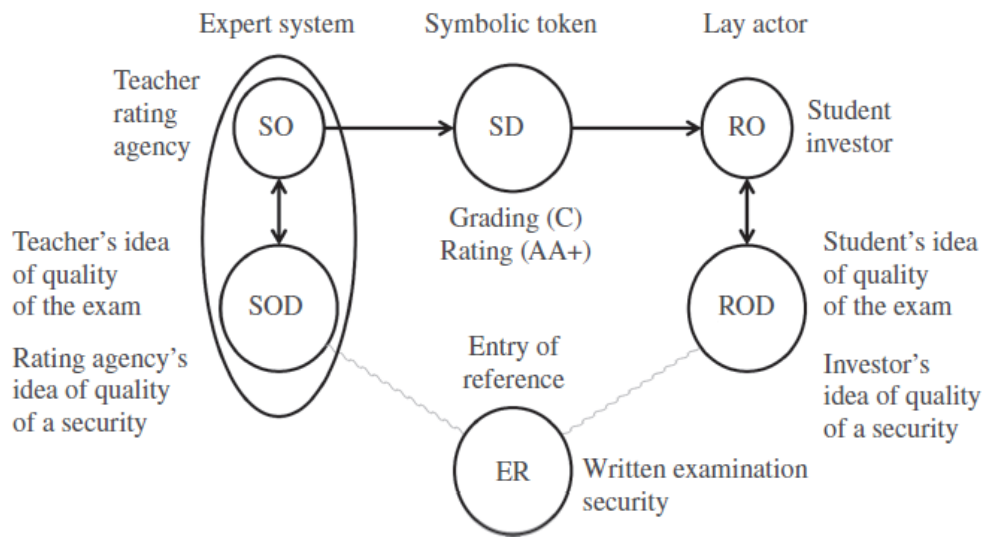 Expert system
Symbolic token
Lay actor
Teacher
rating
agency
SO
SD
RO
Student
investor
Grading (C)
Rating (AA+)
Teacher’s idea
of quality
of the exam
SOD
ROD
Student’s idea
of quality
of the exam
Rating agency’s
idea of quality
of a security
Entry of
reference
Investor’s
idea of quality
of a security
ER
Written examination
security